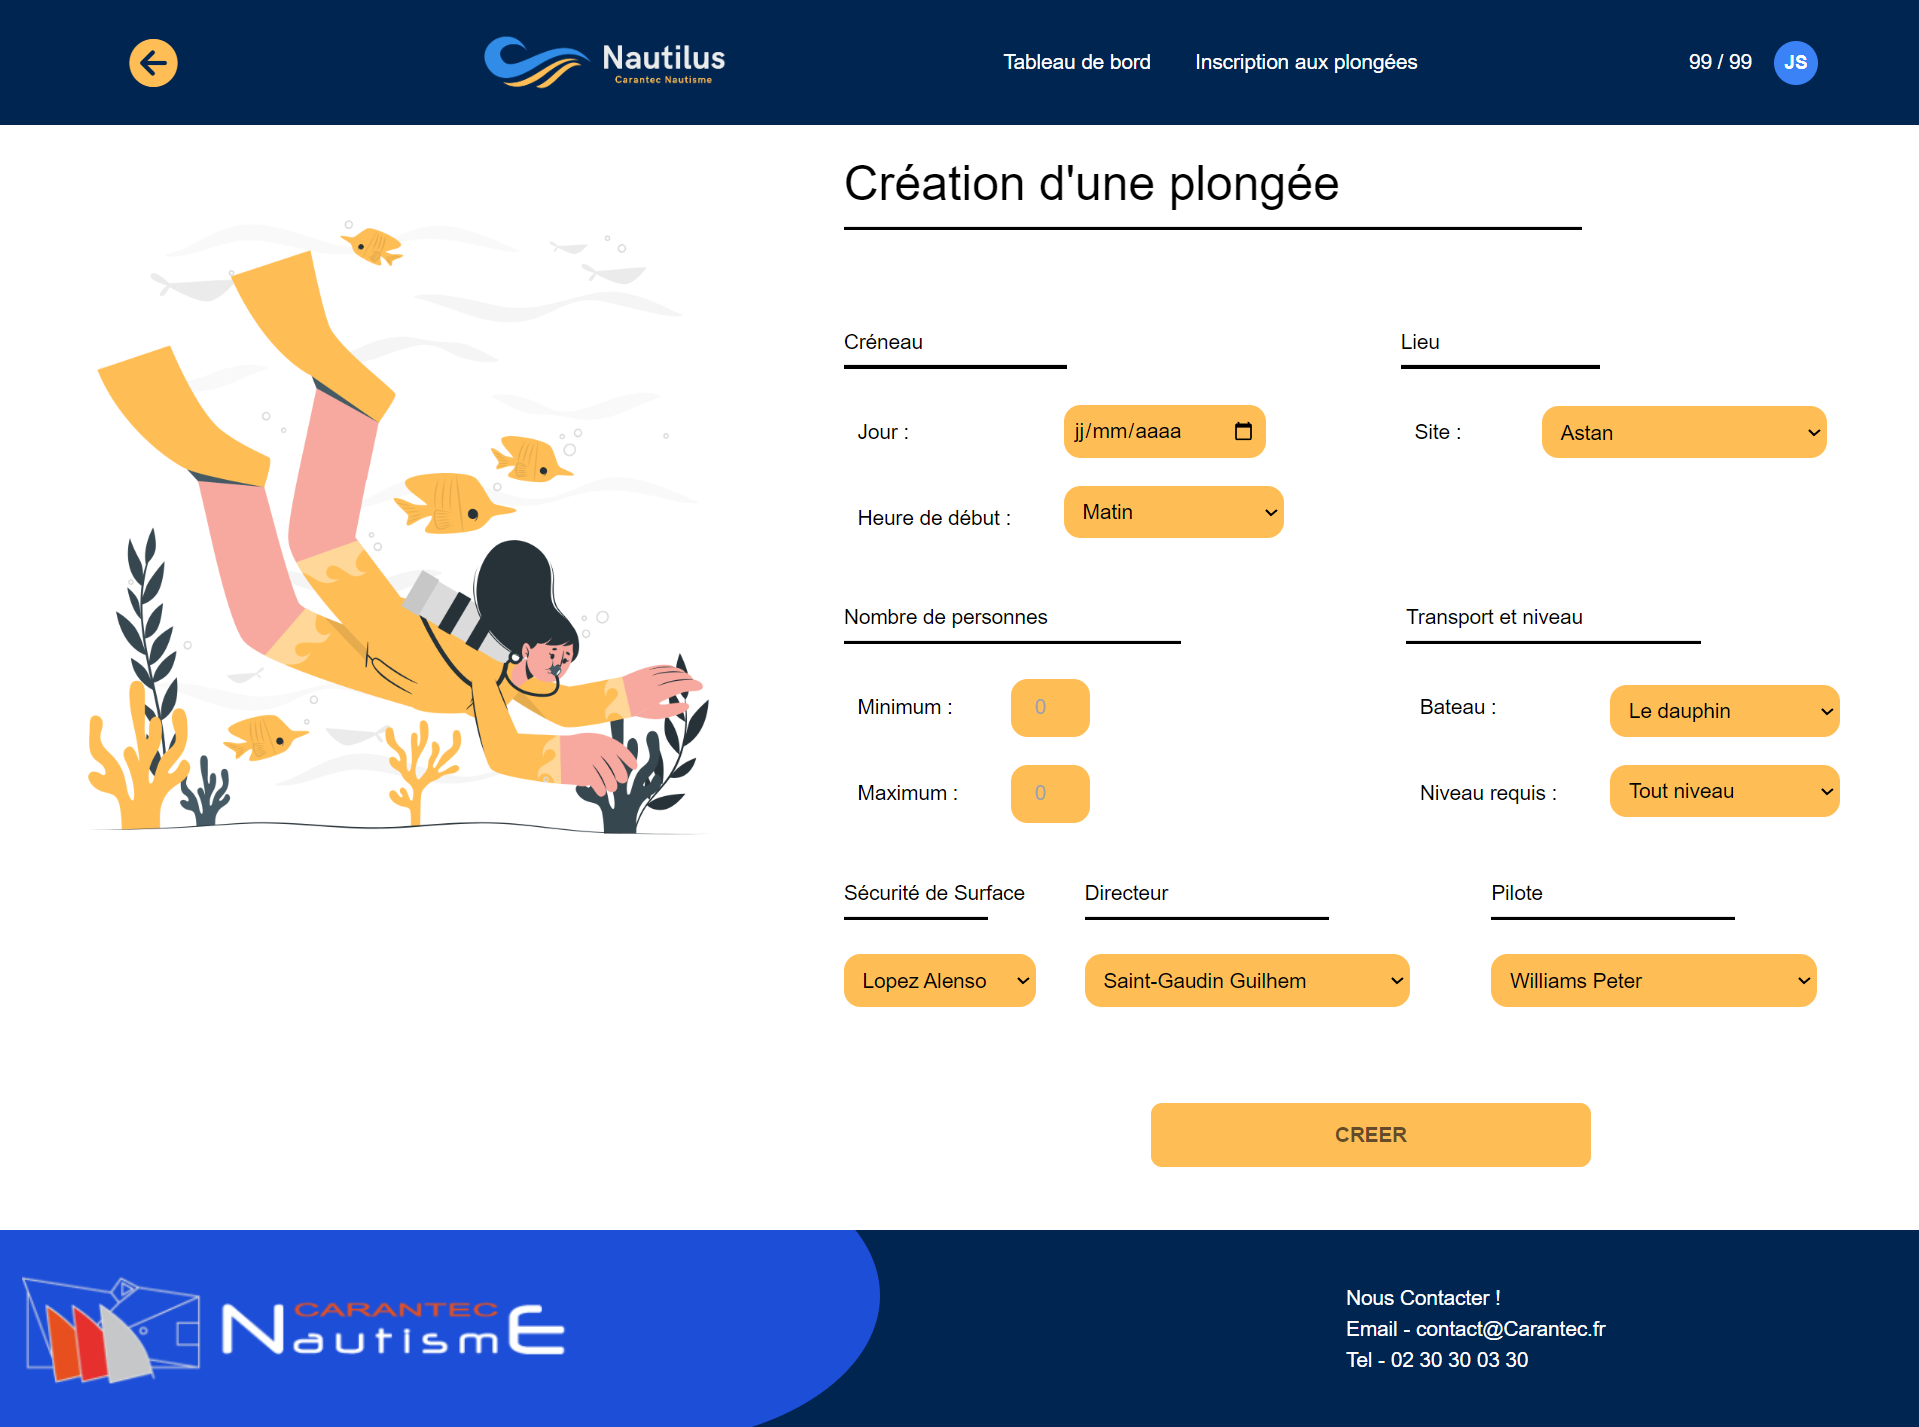 Nautilus
Carantec Nautisme
Tableau de bord
Inscription aux plongées
99 / 99
JS
Création d'une plongée
Créneau
Lieu
Jour :
jj/mm/aaaa
Site :
Astan
Heure de début :
Matin
Nombre de personnes
Transport et niveau
Minimum :
0
Bateau :
Le dauphin
Maximum :
0
Niveau requis :
Tout niveau
Sécurité de Surface
Directeur
Pilote
Lopez Alenso
Saint-Gaudin Guilhem
Williams Peter
CREER
CARANTEC
NautismE
Nous Contacter !
Email - contact@Carantec.fr
Tel - 02 30 30 03 30